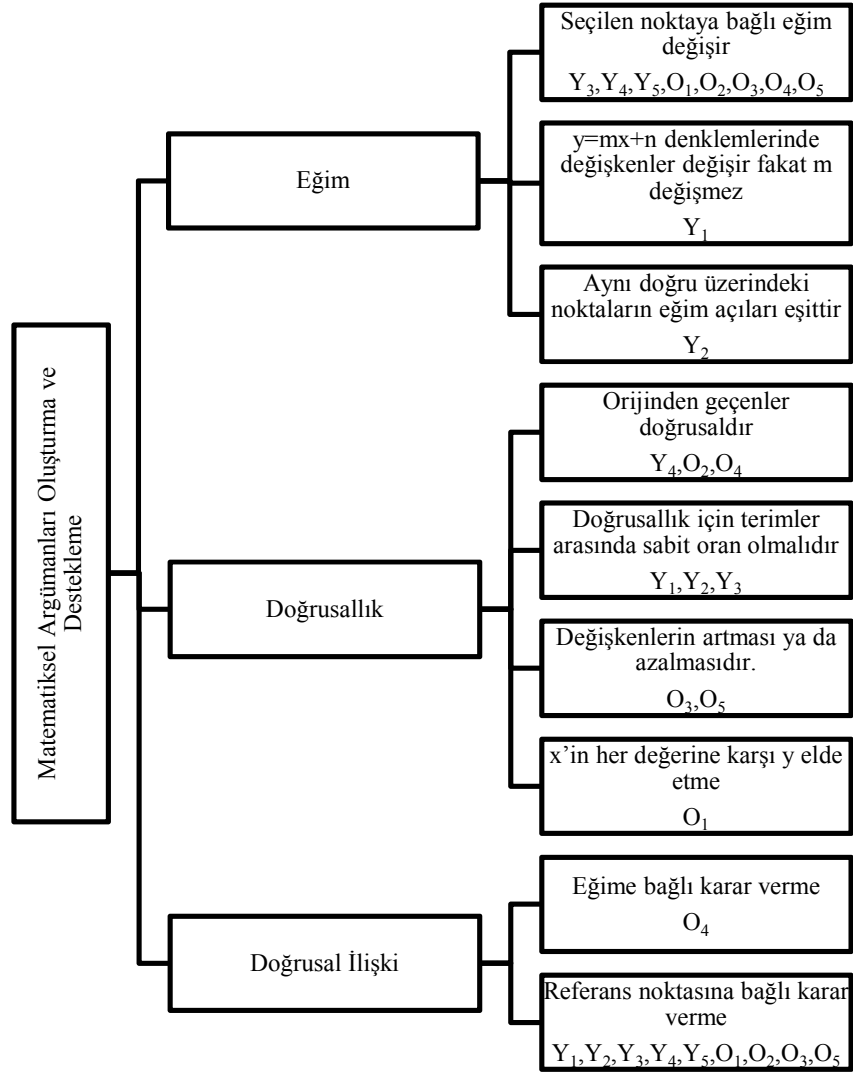 Matematiksel Argümanları Oluşturma ve
Destekleme
Eğim
Seçilen noktaya bağlı eğim
değişir
Y₃,Y₄,Y₅,O₁,O₂,O₃,O₄,O₅
y=mx+n denklemlerinde
değişkenler değişir fakat m
değişmez
Y₁
Aynı doğru üzerindeki
noktaların eğim açıları eşittir
Y₂
Doğrusallık
Orijinden geçenler
doğrusaldır
Y₄,O₂,O₄
Doğrusallık için terimler
arasında sabit oran olmalıdır
Y₁,Y₂,Y₃
Değişkenlerin artması ya da
azalmasıdır.
O₃,O₅
x’in her değerine karşı y elde
etme
O₁
Doğrusal İlişki
Eğime bağlı karar verme
O₄
Referans noktasına bağlı karar
verme
Y₁,Y₂,Y₃,Y₄,Y₅,O₁,O₂,O₃,O₅